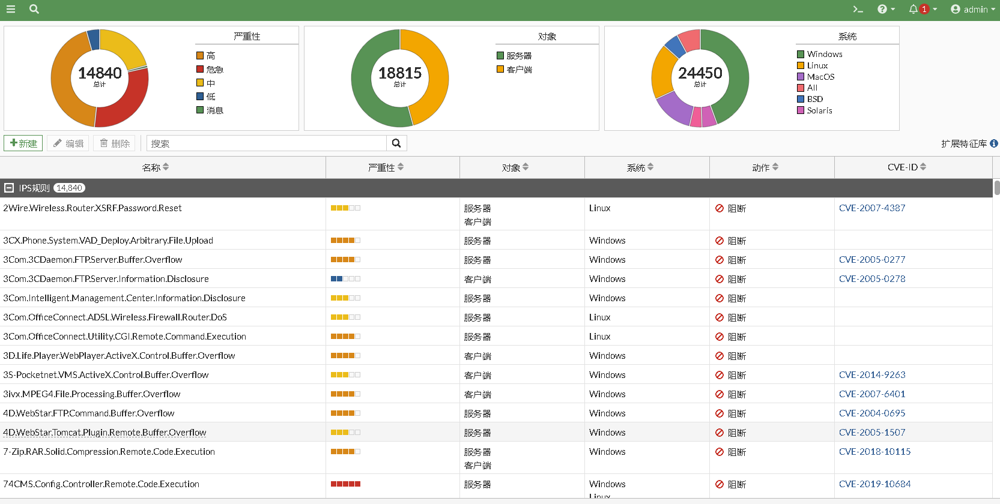 1
admin
14840
总计
严重性
高
危急
中
低
消息
18815
总计
对象
服务器
客户端
24450
总计
系统
Windows
Linux
MacOS
All
BSD
Solaris
新建 编辑 删除 搜索 扩展特征库
名称 严重性 对象 系统 动作 CVE-ID
IPS规则 14,840
2Wire.Wireless.Router.XSRF.Password.Reset 服务器 Linux 阻断 CVE-2007-4387
客户端
3CX.Phone.System.VAD_Deploy.Arbitrary.File.Upload 服务器 Windows 阻断
3Com.3CDaemon.FTP.Server.Buffer.Overflow 服务器 Windows 阻断 CVE-2005-0277
3Com.3CDaemon.FTP.Server.Information.Disclosure 客户端 Windows 阻断 CVE-2005-0278
3Com.Intelligent.Management.Center.Information.Disclosure 服务器 Windows 阻断
3Com.OfficeConnect.ADSL.Wireless.Firewall.Router.DoS 服务器 Linux 阻断
3Com.OfficeConnect.Utility.CGI.Remote.Command.Execution 服务器 Linux 阻断
3D.Life.Player.WebPlayer.ActiveX.Control.Buffer.Overflow 客户端 Windows 阻断
3S-Pocketnet.VMS.ActiveX.Control.Buffer.Overflow 客户端 Windows 阻断 CVE-2014-9263
3ivx.MPEG4.File.Processing.Buffer.Overflow 客户端 Windows 阻断 CVE-2007-6401
4D.WebStar.FTP.Command.Buffer.Overflow 服务器 Windows 阻断 CVE-2004-0695
4D.WebStar.Tomcat.Plugin.Remote.Buffer.Overflow 服务器 Windows 阻断 CVE-2005-1507
7-Zip.RAR.Solid.Compression.Remote.Code.Execution 服务器 Windows 阻断 CVE-2018-10115
客户端
74CMS.Config.Controller.Remote.Code.Execution 服务器 Windows 阻断 CVE-2019-10684
Linux